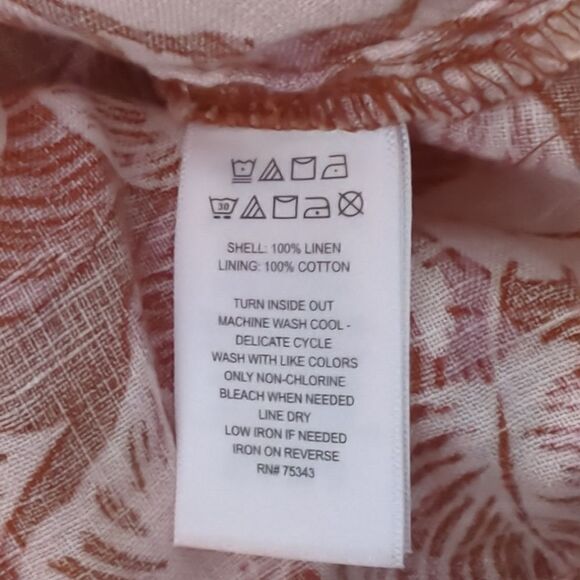 30
SHELL: 100% LINEN
LINING: 100% COTTON
TURN INSIDE OUT
MACHINE WASH COOL -
DELICATE CYCLE
WASH WITH LIKE COLORS
ONLY NON-CHLORINE
BLEACH WHEN NEEDED
LINE DRY
LOW IRON IF NEEDED
IRON ON REVERSE
RN# 75343